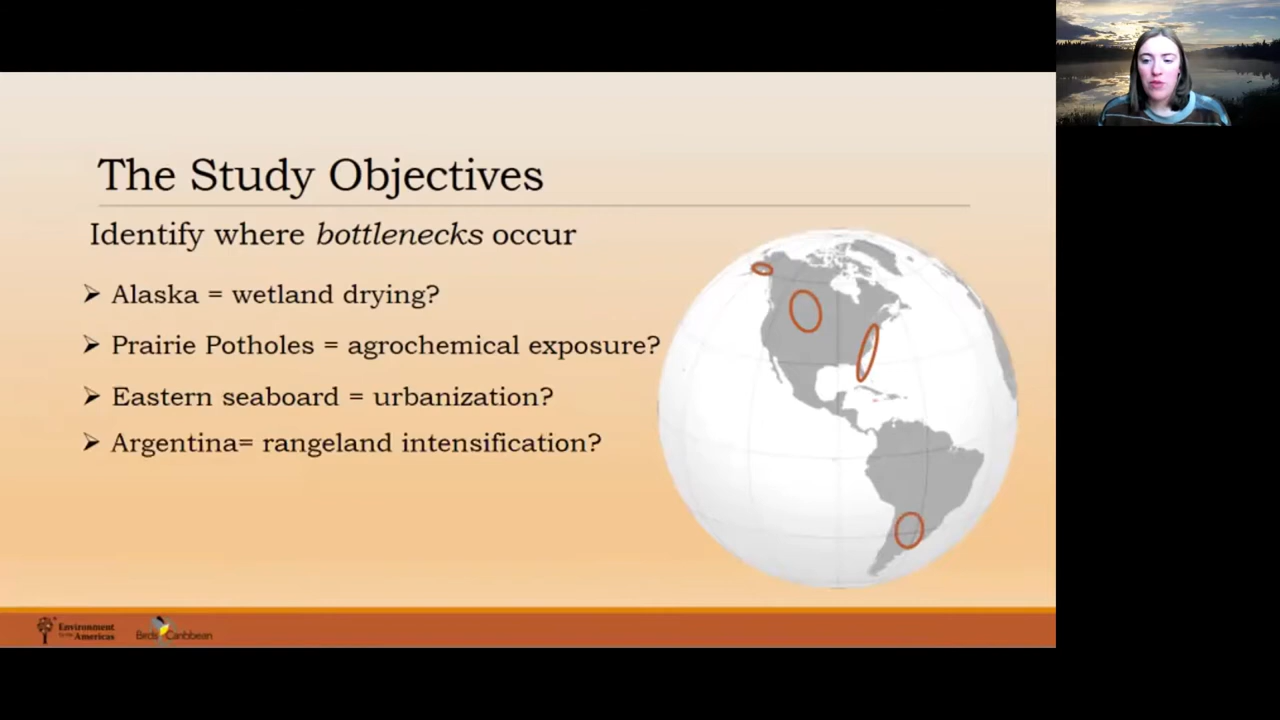 The Study Objectives
Identify where bottlenecks occur
Alaska = wetland drying?
Prairie Potholes = agrochemical exposure?
Eastern seaboard = urbanization?
Argentina= rangeland intensification?
Environment
for the Americas
Birds Caribbean